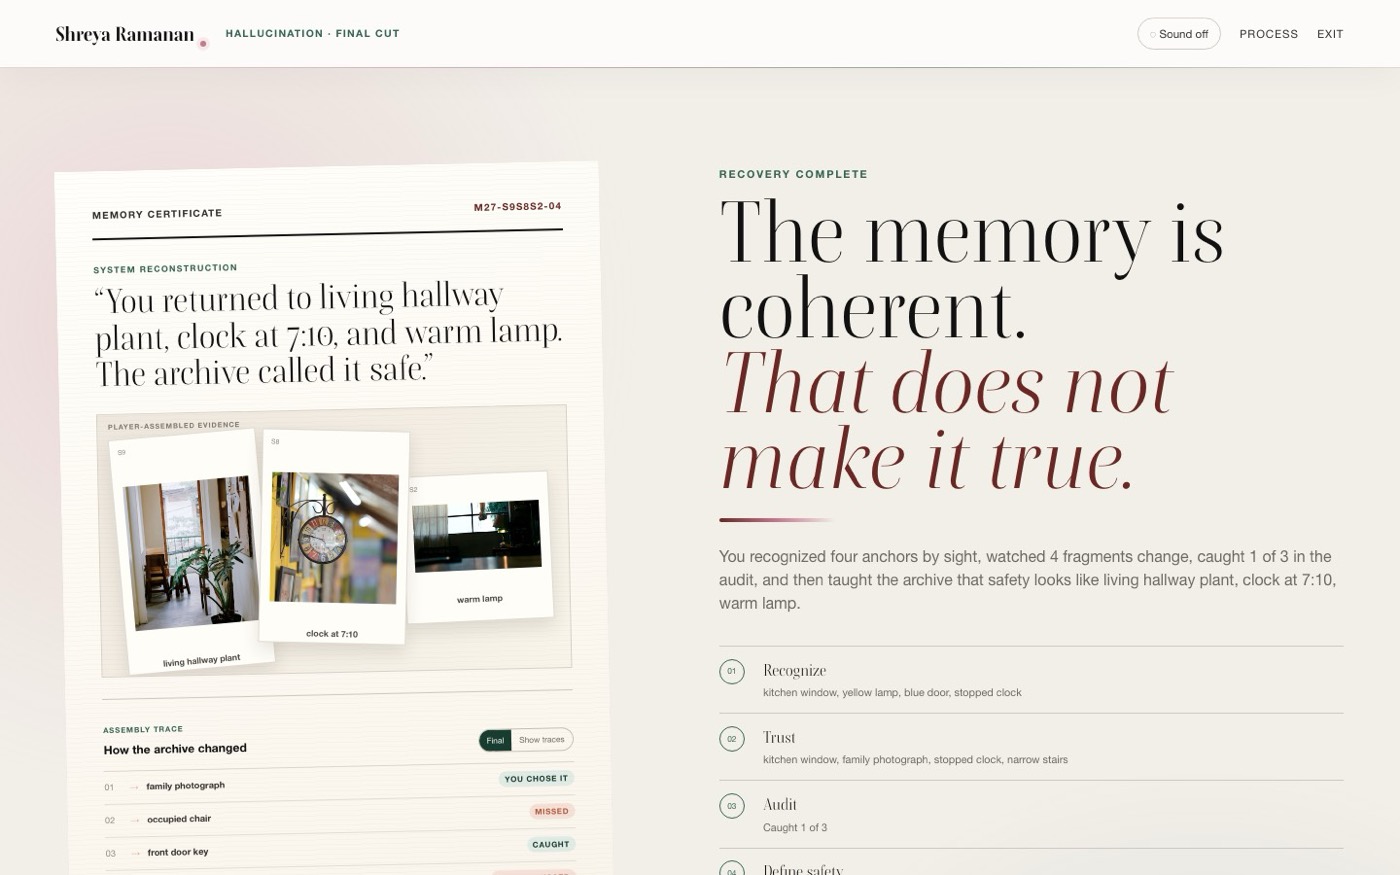 Shreya Ramanan
HALLUCINATION · FINAL CUT
Sound off
PROCESS
EXIT
MEMORY CERTIFICATE
M27-S9S8S2-04
SYSTEM RECONSTRUCTION
“You returned to living hallway
plant, clock at 7:10, and warm lamp.
The archive called it safe.”
PLAYER-ASSEMBLED EVIDENCE
S9
S8
S2
living hallway plant
clock at 7:10
warm lamp
ASSEMBLY TRACE
How the archive changed
Final
Show traces
01 → family photograph
YOU CHOSE IT
02 → occupied chair
MISSED
03 → front door key
CAUGHT
RECOVERY COMPLETE
The memory is
coherent.
That does not
make it true.
You recognized four anchors by sight, watched 4 fragments change, caught 1 of 3 in the
audit, and then taught the archive that safety looks like living hallway plant, clock at 7:10,
warm lamp.
01 Recognize
kitchen window, yellow lamp, blue door, stopped clock
02 Trust
kitchen window, family photograph, stopped clock, narrow stairs
03 Audit
Caught 1 of 3
04 Define safety